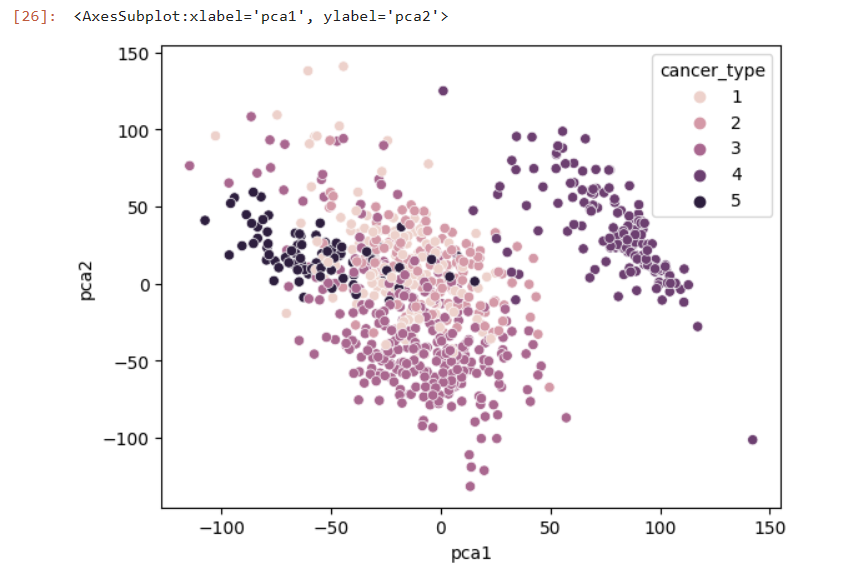 [26]: <AxesSubplot:xlabel='pca1', ylabel='pca2'>
150
100
50
0
−50
−100
pca2
cancer_type
1
2
3
4
5
−100 −50 0 50 100 150
pca1